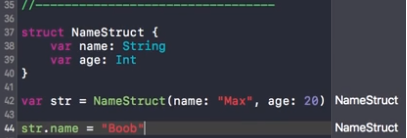 35 //--------------------------------
36
37 struct NameStruct {
38 var name: String
39 var age: Int
40 }
41
42 var str = NameStruct(name: "Max", age: 20) NameStruct
43
44 str.name = "Boob" NameStruct